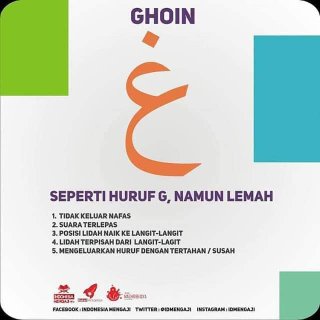 GHOIN
غ
SEPERTI HURUF G, NAMUN LEMAH
1. TIDAK KELUAR NAFAS
2. SUARA TERLEPAS
3. POSISI LIDAH NAIK KE LANGIT-LANGIT
4. LIDAH TERPISAH DARI LANGIT-LAGIT
5. MENGELUARKAN HURUF DENGAN TERTAHAN / SUSAH
INDONESIA
MENGAJI
FACEBOOK : INDONESIA MENGAJI TWITTER : @IDMENGAJI INSTAGRAM : IDMENGAJI